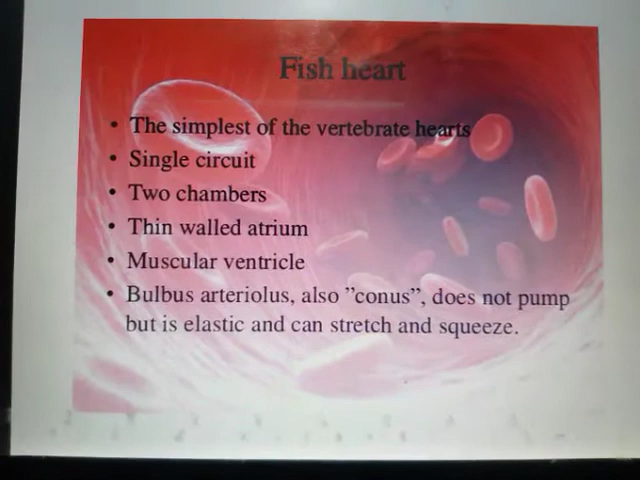 Fish heart
• The simplest of the vertebrate hearts
• Single circuit
• Two chambers
• Thin walled atrium
• Muscular ventricle
• Bulbus arteriolus, also ”conus”, does not pump
but is elastic and can stretch and squeeze.